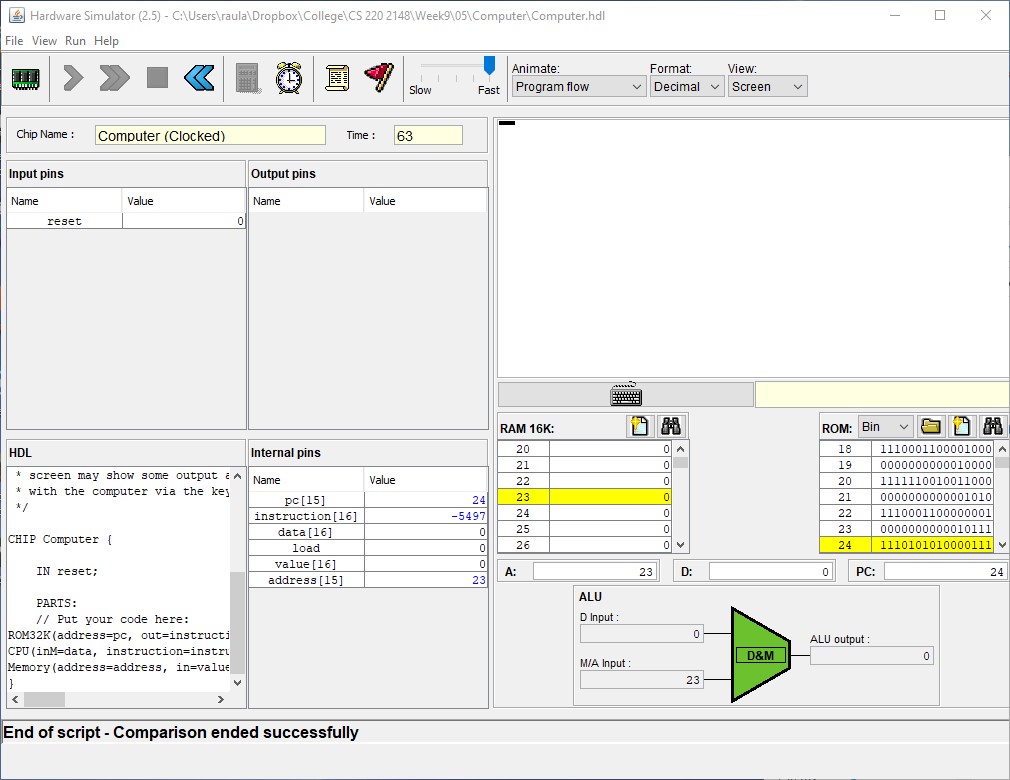 Hardware Simulator (2.5) - C:\Users\raula\Dropbox\College\CS 220 2148\Week9\05\Computer\Computer.hdl
File View Run Help
Slow Fast
Animate:
Program flow
Format:
Decimal
View:
Screen
Chip Name : Computer (Clocked) Time : 63
Input pins
Name Value
reset 0
Output pins
Name Value
HDL
* screen may show some output a
* with the computer via the key
*/
CHIP Computer {
IN reset;
PARTS:
// Put your code here:
ROM32K(address=pc, out=instructi
CPU(inM=data, instruction=instru
Memory(address=address, in=value
}
Internal pins
Name Value
pc[15] 24
instruction[16] -5497
data[16] 0
load 0
value[16] 0
address[15] 23
RAM 16K:
20 0
21 0
22 0
23 0
24 0
25 0
26 0
ROM: Bin
18 1110001100001000
19 0000000000010000
20 1111110010011000
21 0000000000001010
22 1110001100000001
23 0000000000010111
24 1110101010000111
A: 23 D: 0 PC: 24
ALU
D Input :
0
M/A Input :
23
D&M
ALU output :
0
End of script - Comparison ended successfully